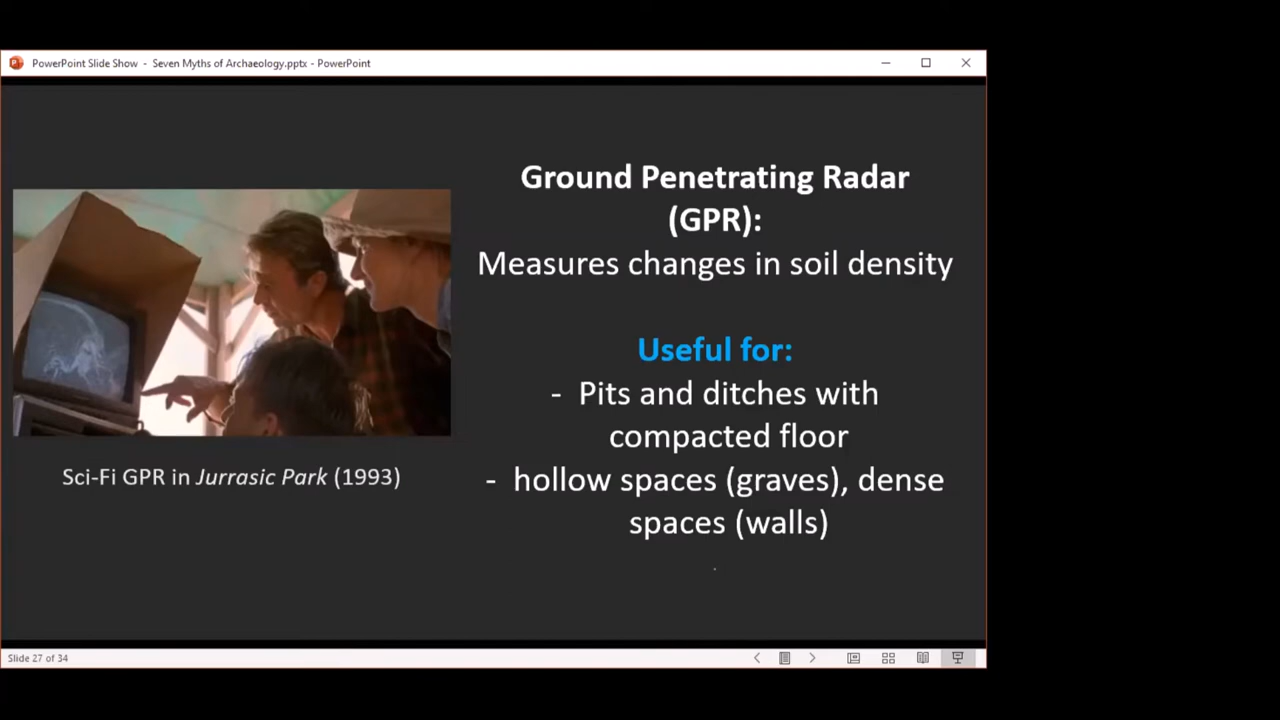 PowerPoint Slide Show - Seven Myths of Archaeology.pptx - PowerPoint
Ground Penetrating Radar
(GPR):
Measures changes in soil density
Useful for:
- Pits and ditches with
compacted floor
- hollow spaces (graves), dense
spaces (walls)
Sci-Fi GPR in Jurrasic Park (1993)
Slide 27 of 34